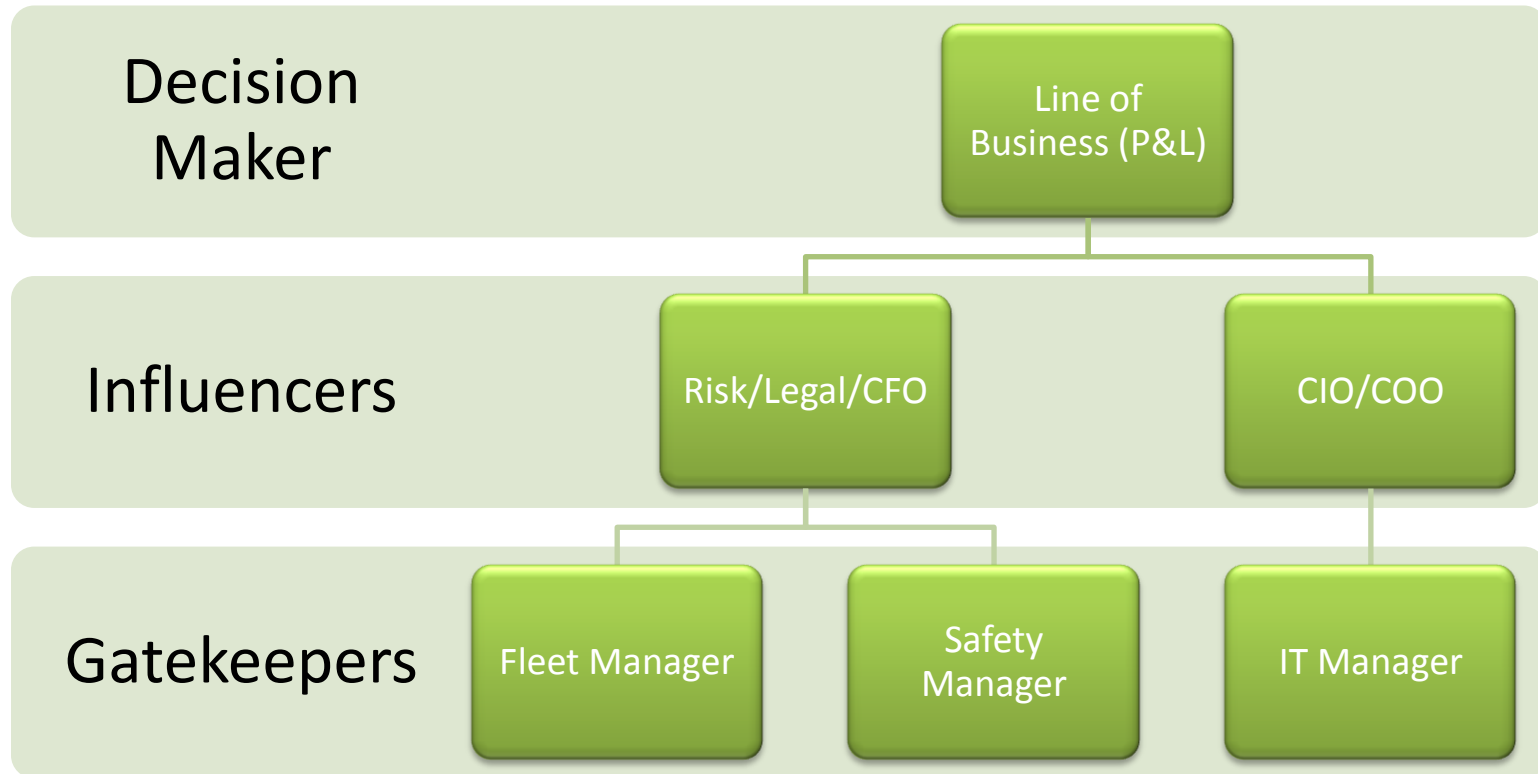 Decision
Maker
Line of
Business (P&L)
Influencers
Risk/Legal/CFO
CIO/COO
Gatekeepers
Fleet Manager
Safety
Manager
IT Manager